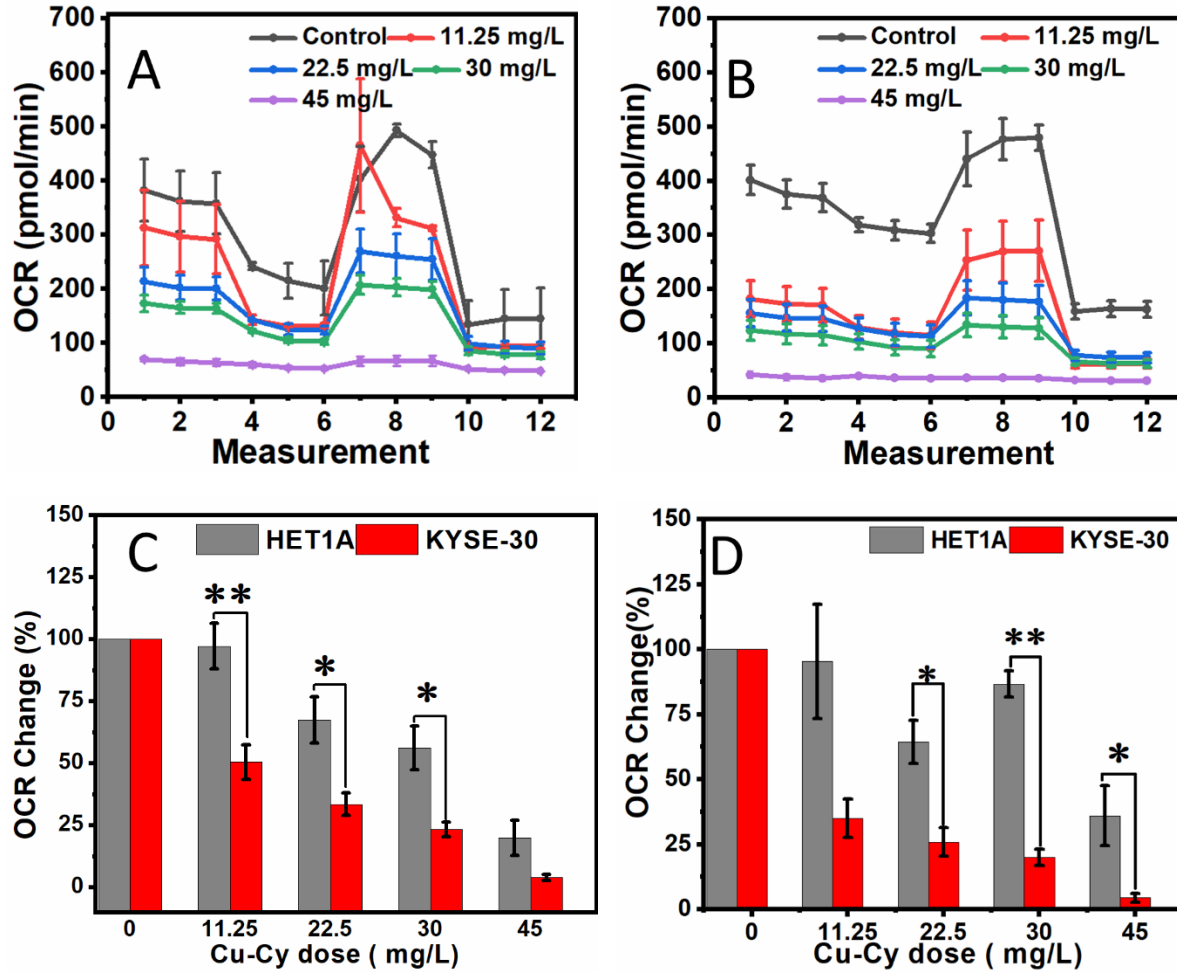 A
Control 11.25 mg/L
22.5 mg/L 30 mg/L
45 mg/L
OCR (pmol/min)
700
600
500
400
300
200
100
0
0 2 4 6 8 10 12
Measurement
B
Control 11.25 mg/L
22.5 mg/L 30 mg/L
45 mg/L
OCR (pmol/min)
700
600
500
400
300
200
100
0
0 2 4 6 8 10 12
Measurement
C
HET1A KYSE-30
OCR Change (%)
150
125
100
75
50
25
0
**
*
*
0 11.25 22.5 30 45
Cu-Cy dose ( mg/L)
D
HET1A KYSE-30
OCR Change(%)
150
125
100
75
50
25
0
*
**
*
0 11.25 22.5 30 45
Cu-Cy dose ( mg/L)